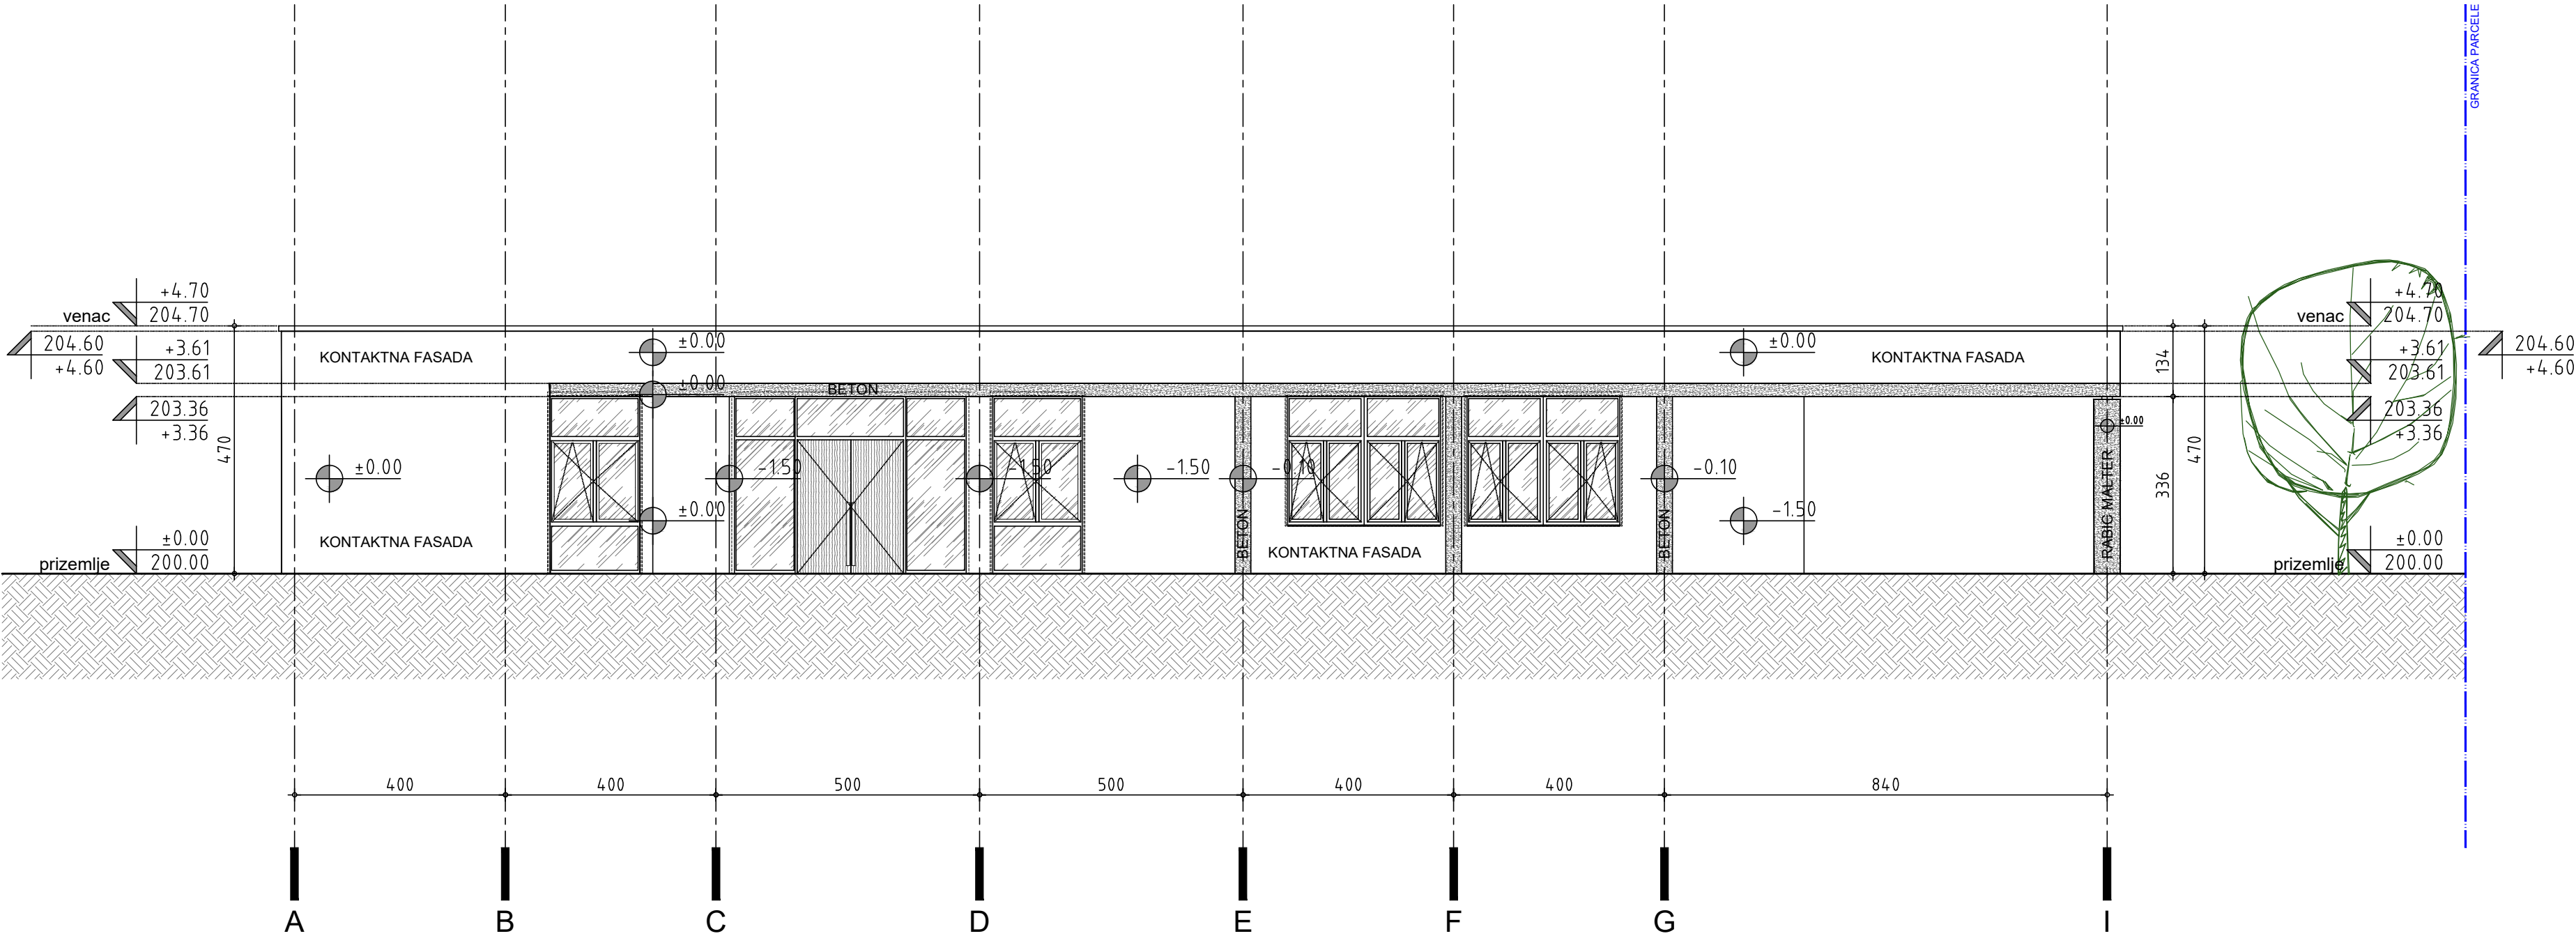 GRANICA PARCELE
+4.70
venac 204.70
204.60
+4.60
+3.61
203.61
203.36
+3.36
470
±0.00
prizemlje 200.00
KONTAKTNA FASADA
±0.00
±0.00
KONTAKTNA FASADA
±0.00
BETON
±0.00
±0.00
-1.50
-1.50
-1.50
-0.10
-0.10
±0.00
KONTAKTNA FASADA
BETON
KONTAKTNA FASADA
BETON
-1.50
RABIC MALTER
134
336
470
+4.70
venac 204.70
204.60
+4.60
+3.61
203.61
203.36
+3.36
±0.00
prizemlje 200.00
400 400 500 500 400 400 840
A B C D E F G I